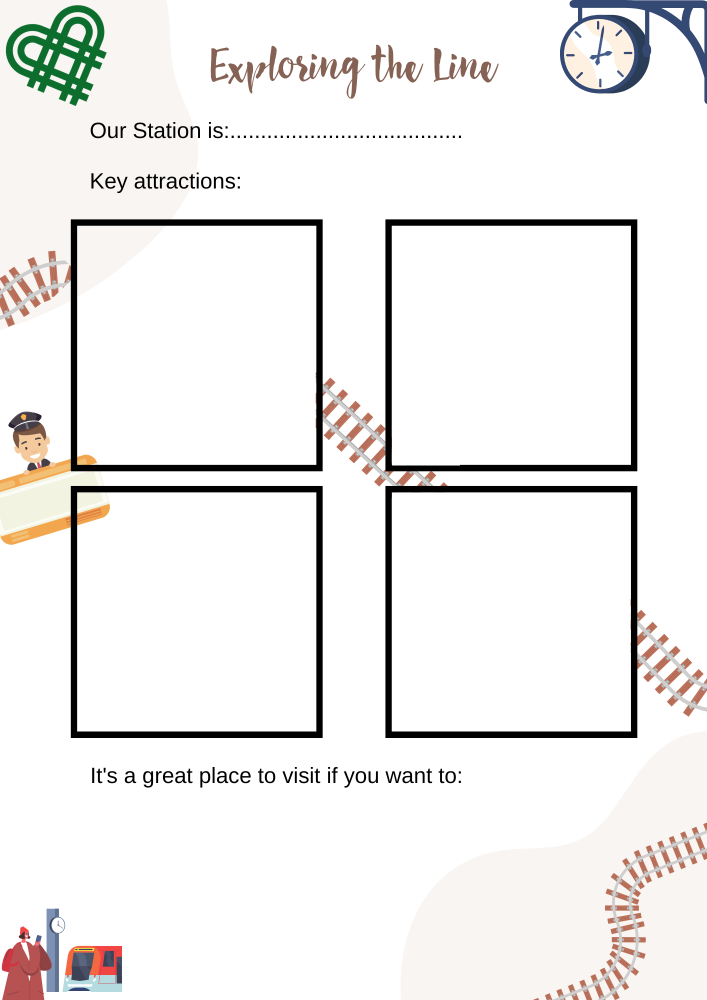 Exploring the Line
Our Station is:......................................
Key attractions:
It's a great place to visit if you want to: